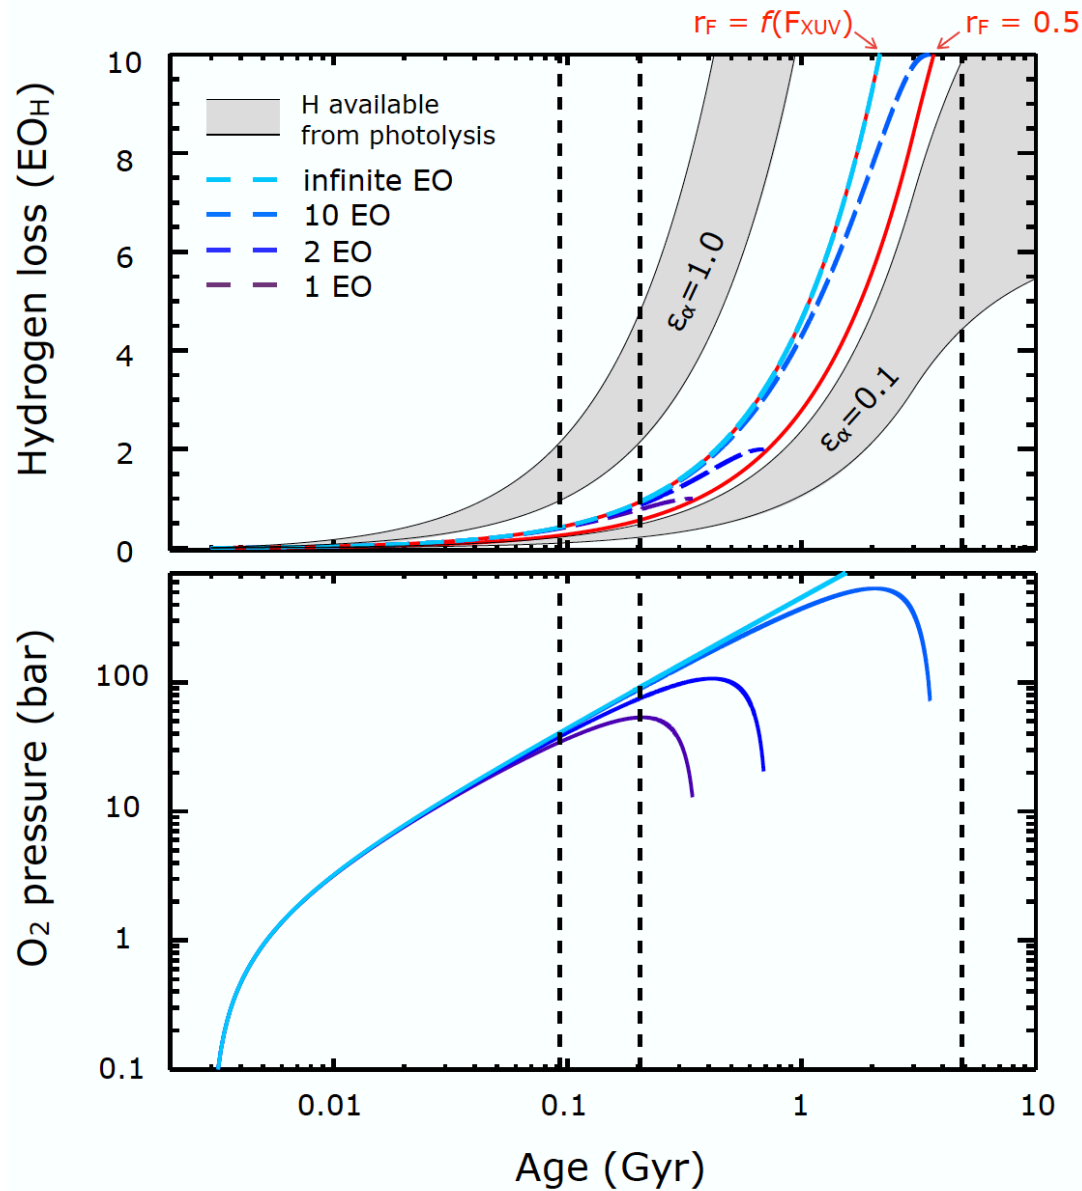 r_F = f(F_XUV) r_F = 0.5
10
8
6
4
2
0
Hydrogen loss (EO_H)
H available
from photolysis
infinite EO
10 EO
2 EO
1 EO
ε_α=1.0
ε_α=0.1
100
10
1
0.1
O_2 pressure (bar)
0.01 0.1 1 10
Age (Gyr)